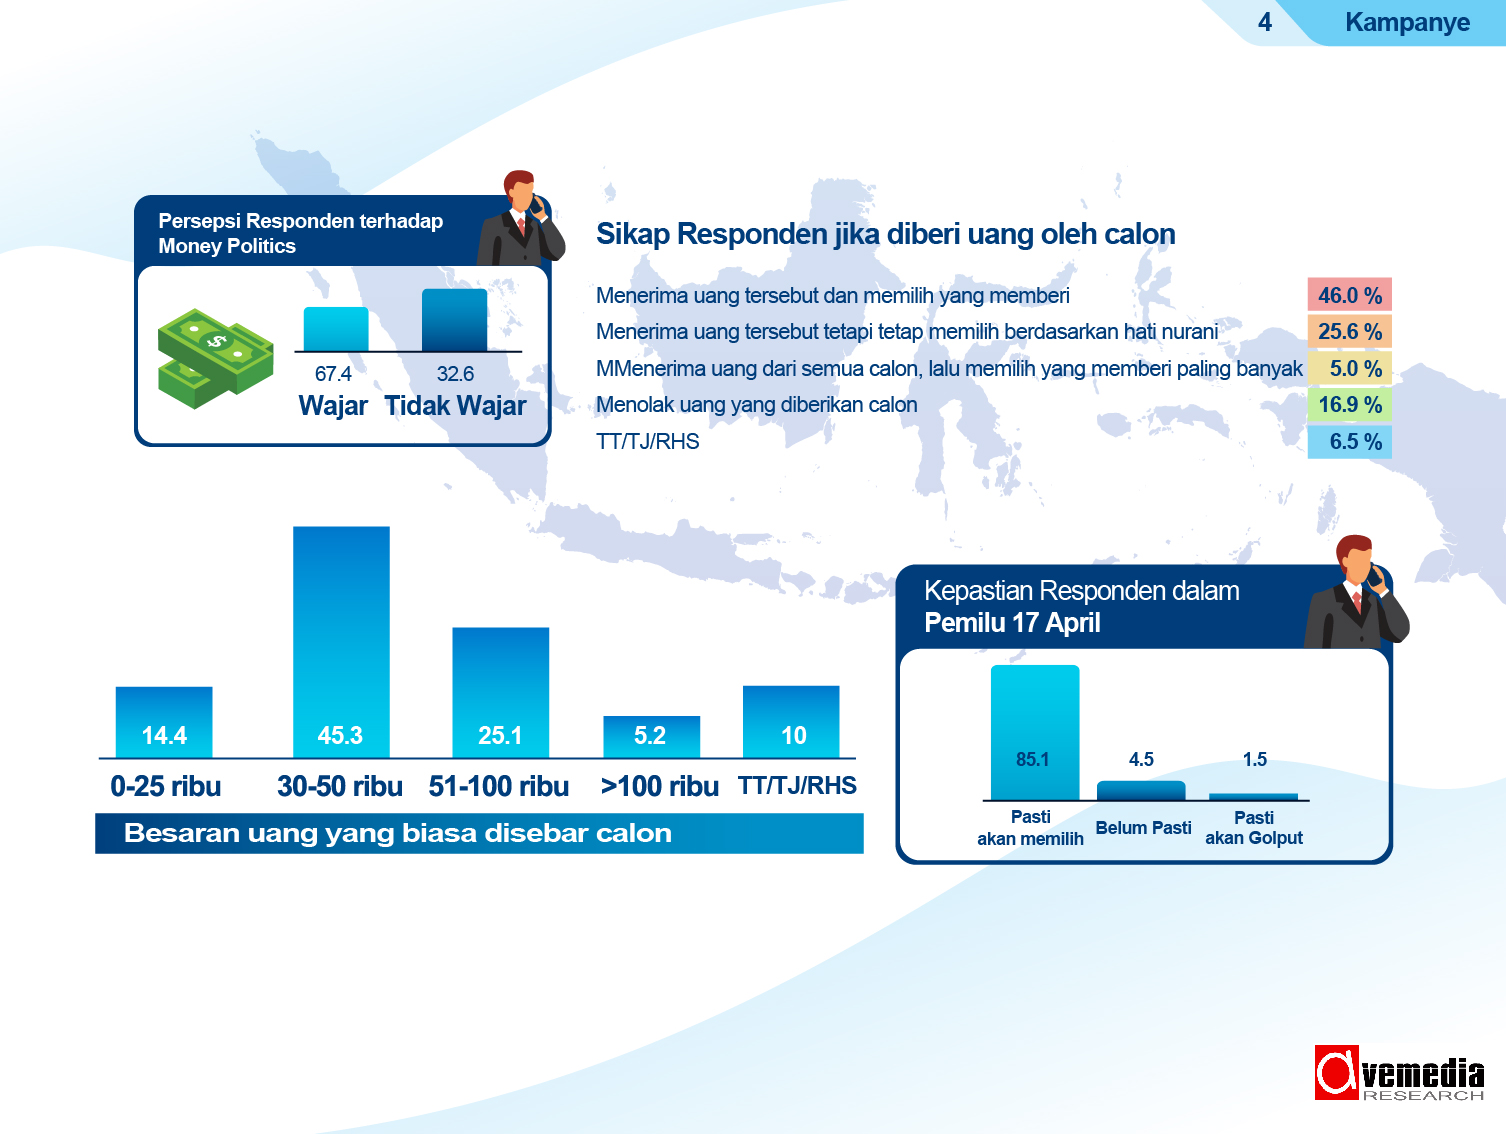 4 Kampanye
Persepsi Responden terhadap
Money Politics
67.4 32.6
Wajar Tidak Wajar
Sikap Responden jika diberi uang oleh calon
Menerima uang tersebut dan memilih yang memberi 46.0 %
Menerima uang tersebut tetapi tetap memilih berdasarkan hati nurani 25.6 %
MMenerima uang dari semua calon, lalu memilih yang memberi paling banyak 5.0 %
Menolak uang yang diberikan calon 16.9 %
TT/TJ/RHS 6.5 %
14.4 45.3 25.1 5.2 10
0-25 ribu 30-50 ribu 51-100 ribu >100 ribu TT/TJ/RHS
Besaran uang yang biasa disebar calon
Kepastian Responden dalam
Pemilu 17 April
85.1 4.5 1.5
Pasti
akan memilih
Belum Pasti
Pasti
akan Golput
avemedia
RESEARCH